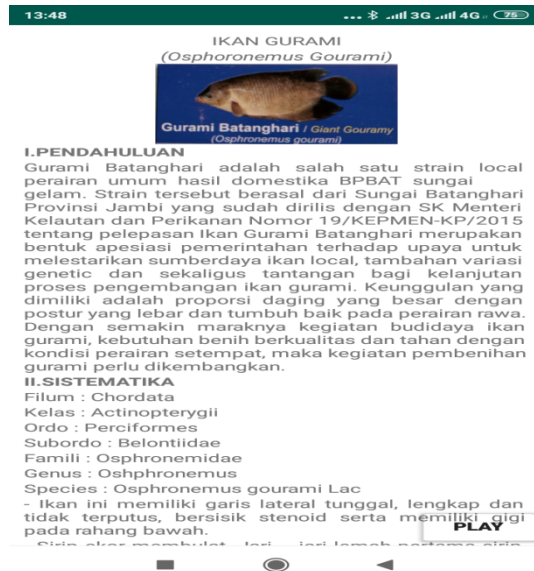 13:48 ... 3G 4G 75
IKAN GURAMI
(Osphoronemus Gourami)
Gurami Batanghari / Giant Gouramy
(Osphronemus gourami)
I.PENDAHULUAN
Gurami Batanghari adalah salah satu strain local
perairan umum hasil domestika BPBAT sungai
gelam. Strain tersebut berasal dari Sungai Batanghari
Provinsi Jambi yang sudah dirilis dengan SK Menteri
Kelautan dan Perikanan Nomor 19/KEPMEN-KP/2015
tentang pelepasan Ikan Gurami Batanghari merupakan
bentuk apesiasi pemerintahan terhadap upaya untuk
melestarikan sumberdaya ikan local, tambahan variasi
genetic dan sekaligus tantangan bagi kelanjutan
proses pengembangan ikan gurami. Keunggulan yang
dimiliki adalah proporsi daging yang besar dengan
postur yang lebar dan tumbuh baik pada perairan rawa.
Dengan semakin maraknya kegiatan budidaya ikan
gurami, kebutuhan benih berkualitas dan tahan dengan
kondisi perairan setempat, maka kegiatan pembenihan
gurami perlu dikembangkan.
II.SISTEMATIKA
Filum : Chordata
Kelas : Actinopterygii
Ordo : Perciformes
Subordo : Belontiidae
Famili : Osphronemidae
Genus : Oshphronemus
Species : Osphronemus gourami Lac
- Ikan ini memiliki garis lateral tunggal, lengkap dan
tidak terputus, bersisik stenoid serta memiliki gigi
pada rahang bawah.
PLAY